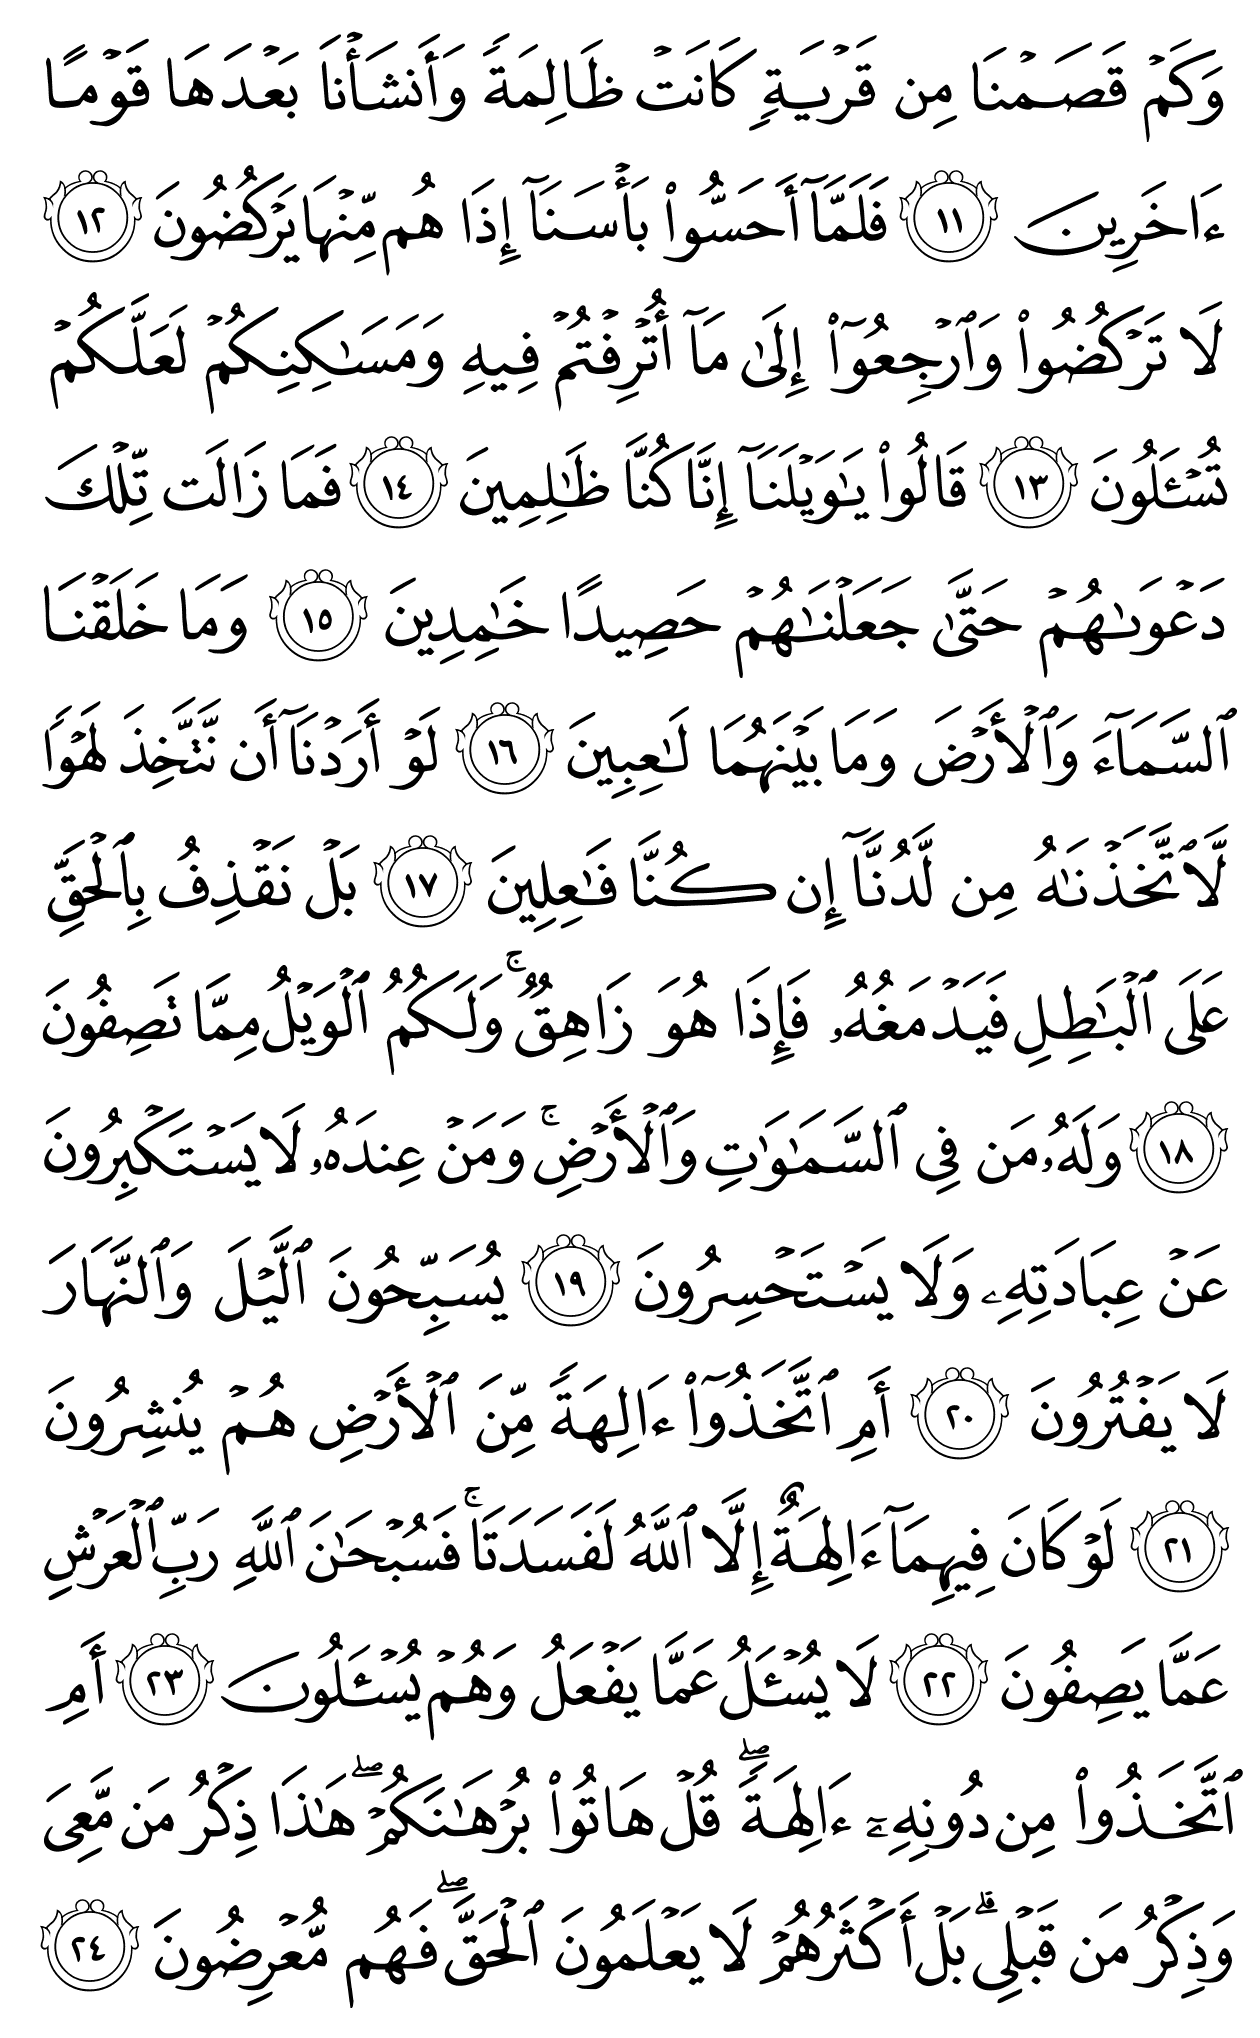 وَكَمۡ قَصَمۡنَا مِن قَرۡيَةٖ كَانَتۡ ظَالِمَةٗ وَأَنشَأۡنَا بَعۡدَهَا قَوۡمًا
ءَاخَرِينَ ١١ فَلَمَّآ أَحَسُّواْ بَأۡسَنَآ إِذَا هُم مِّنۡهَا يَرۡكُضُونَ ١٢
لَا تَرۡكُضُواْ وَٱرۡجِعُوٓاْ إِلَىٰ مَآ أُتۡرِفۡتُمۡ فِيهِ وَمَسَٰكِنِكُمۡ لَعَلَّكُمۡ
تُسۡـَٔلُونَ ١٣ قَالُواْ يَٰوَيۡلَنَآ إِنَّا كُنَّا ظَٰلِمِينَ ١٤ فَمَا زَالَت تِّلۡكَ
دَعۡوَىٰهُمۡ حَتَّىٰ جَعَلۡنَٰهُمۡ حَصِيدًا خَٰمِدِينَ ١٥ وَمَا خَلَقۡنَا
ٱلسَّمَآءَ وَٱلۡأَرۡضَ وَمَا بَيۡنَهُمَا لَٰعِبِينَ ١٦ لَوۡ أَرَدۡنَآ أَن نَّتَّخِذَ لَهۡوٗا
لَّٱتَّخَذۡنَٰهُ مِن لَّدُنَّآ إِن كُنَّا فَٰعِلِينَ ١٧ بَلۡ نَقۡذِفُ بِٱلۡحَقِّ
عَلَى ٱلۡبَٰطِلِ فَيَدۡمَغُهُۥ فَإِذَا هُوَ زَاهِقٞۚ وَلَكُمُ ٱلۡوَيۡلُ مِمَّا تَصِفُونَ
١٨ وَلَهُۥ مَن فِي ٱلسَّمَٰوَٰتِ وَٱلۡأَرۡضِۚ وَمَنۡ عِندَهُۥ لَا يَسۡتَكۡبِرُونَ
عَنۡ عِبَادَتِهِۦ وَلَا يَسۡتَحۡسِرُونَ ١٩ يُسَبِّحُونَ ٱلَّيۡلَ وَٱلنَّهَارَ
لَا يَفۡتُرُونَ ٢٠ أَمِ ٱتَّخَذُوٓاْ ءَالِهَةٗ مِّنَ ٱلۡأَرۡضِ هُمۡ يُنشِرُونَ
٢١ لَوۡ كَانَ فِيهِمَآ ءَالِهَةٌ إِلَّا ٱللَّهُ لَفَسَدَتَاۚ فَسُبۡحَٰنَ ٱللَّهِ رَبِّ ٱلۡعَرۡشِ
عَمَّا يَصِفُونَ ٢٢ لَا يُسۡـَٔلُ عَمَّا يَفۡعَلُ وَهُمۡ يُسۡـَٔلُونَ ٢٣ أَمِ
ٱتَّخَذُواْ مِن دُونِهِۦٓ ءَالِهَةٗۖ قُلۡ هَاتُواْ بُرۡهَٰنَكُمۡۖ هَٰذَا ذِكۡرُ مَن مَّعِيَ
وَذِكۡرُ مَن قَبۡلِيۚ بَلۡ أَكۡثَرُهُمۡ لَا يَعۡلَمُونَ ٱلۡحَقَّۖ فَهُم مُّعۡرِضُونَ ٢٤